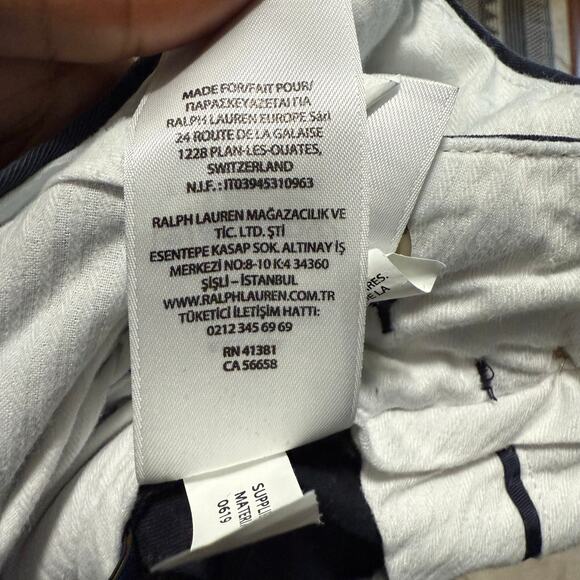 MADE FOR/FAIT POUR/
ΠΑΡΑΣΚΕΥΑΖΕΤΑΙ ΓΙΑ
RALPH LAUREN EUROPE Sàrl
24 ROUTE DE LA GALAISE
1228 PLAN-LES-OUATES,
SWITZERLAND
N.I.F. : IT03945310963
RALPH LAUREN MAĞAZACILIK VE
TİC. LTD. ŞTİ
ESENTEPE KASAP SOK. ALTINAY İŞ
MERKEZİ NO:8-10 K:4 34360
ŞİŞLİ – İSTANBUL
WWW.RALPHLAUREN.COM.TR
TÜKETİCİ İLETİŞİM HATTI:
0212 345 69 69
RN 41381
CA 56658
0619